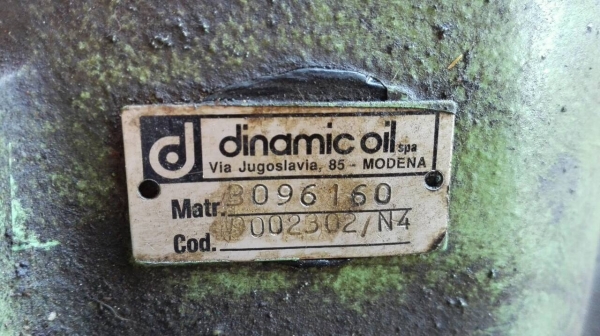 d dinamic oil spa
Via Jugoslavia, 85 - MODENA
Matr. 3096160
Cod. D002302/N4